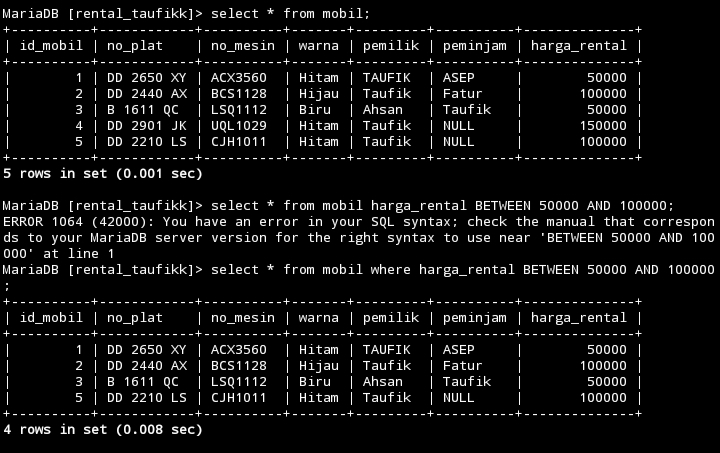 MariaDB [rental_taufikk]> select * from mobil;
+----------+------------+----------+-------+---------+----------+--------------+
| id_mobil | no_plat    | no_mesin | warna | pemilik | peminjam | harga_rental |
+----------+------------+----------+-------+---------+----------+--------------+
|        1 | DD 2650 XY | ACX3560  | Hitam | TAUFIK  | ASEP     |        50000 |
|        2 | DD 2440 AX | BCS1128  | Hijau | Taufik  | Fatur    |       100000 |
|        3 | B 1611 QC  | LSQ1112  | Biru  | Ahsan   | Taufik   |        50000 |
|        4 | DD 2901 JK | UQL1029  | Hitam | Taufik  | NULL     |       150000 |
|        5 | DD 2210 LS | CJH1011  | Hitam | Taufik  | NULL     |       100000 |
+----------+------------+----------+-------+---------+----------+--------------+
5 rows in set (0.001 sec)

MariaDB [rental_taufikk]> select * from mobil harga_rental BETWEEN 50000 AND 100000;
ERROR 1064 (42000): You have an error in your SQL syntax; check the manual that correspon
ds to your MariaDB server version for the right syntax to use near 'BETWEEN 50000 AND 100
000' at line 1
MariaDB [rental_taufikk]> select * from mobil where harga_rental BETWEEN 50000 AND 100000
;
+----------+------------+----------+-------+---------+----------+--------------+
| id_mobil | no_plat    | no_mesin | warna | pemilik | peminjam | harga_rental |
+----------+------------+----------+-------+---------+----------+--------------+
|        1 | DD 2650 XY | ACX3560  | Hitam | TAUFIK  | ASEP     |        50000 |
|        2 | DD 2440 AX | BCS1128  | Hijau | Taufik  | Fatur    |       100000 |
|        3 | B 1611 QC  | LSQ1112  | Biru  | Ahsan   | Taufik   |        50000 |
|        5 | DD 2210 LS | CJH1011  | Hitam | Taufik  | NULL     |       100000 |
+----------+------------+----------+-------+---------+----------+--------------+
4 rows in set (0.008 sec)